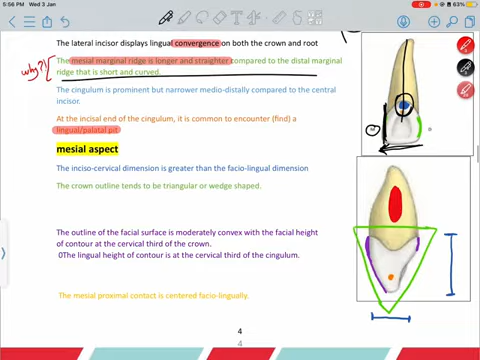 5:56 PM Tue 3 Jan
62%
The lateral incisor displays lingual convergence on both the crown and root
why?!
The mesial marginal ridge is longer and straighter compared to the distal marginal
ridge that is short and curved.
The cingulum is prominent but narrower medio-distally compared to the central
incisor.
At the incisal end of the cingulum, it is common to encounter (find) a
lingual/palatal pit
mesial aspect
The inciso-cervical dimension is greater than the facio-lingual dimension
The crown outline tends to be triangular or wedge shaped.
The outline of the facial surface is moderately convex with the facial height
of contour at the cervical third of the crown.
0The lingual height of contour is at the cervical third of the cingulum.
The mesial proximal contact is centered facio-lingually.
4
4